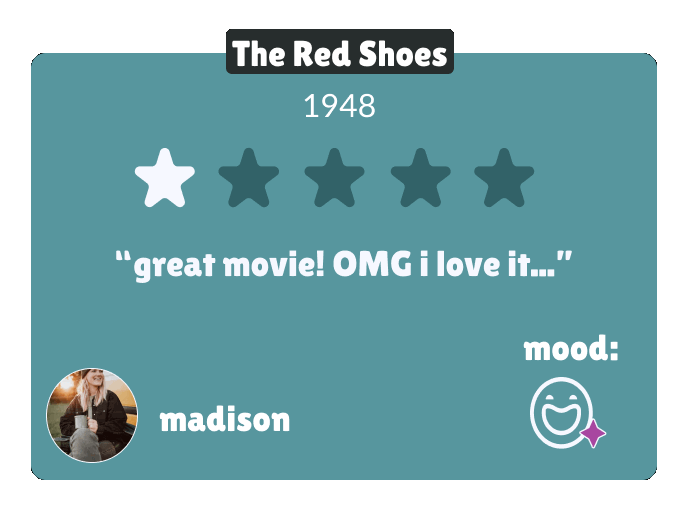 The Red Shoes
1948
“great movie! OMG i love it...”
mood:
madison